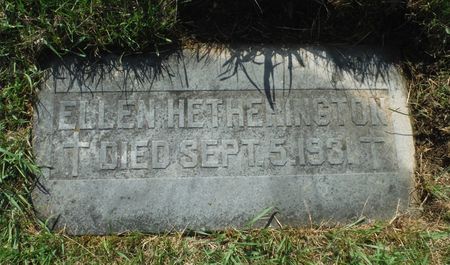 ELLEN HETHERINGTON
† DIED SEPT. 5, 1931 †